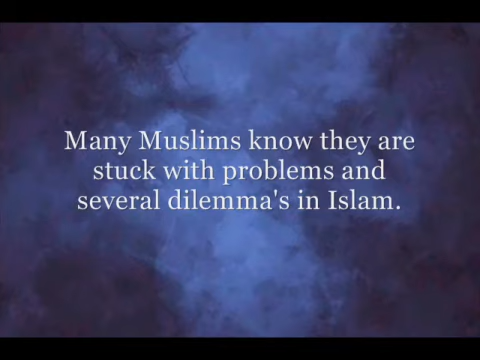 Many Muslims know they are
stuck with problems and
several dilemma's in Islam.